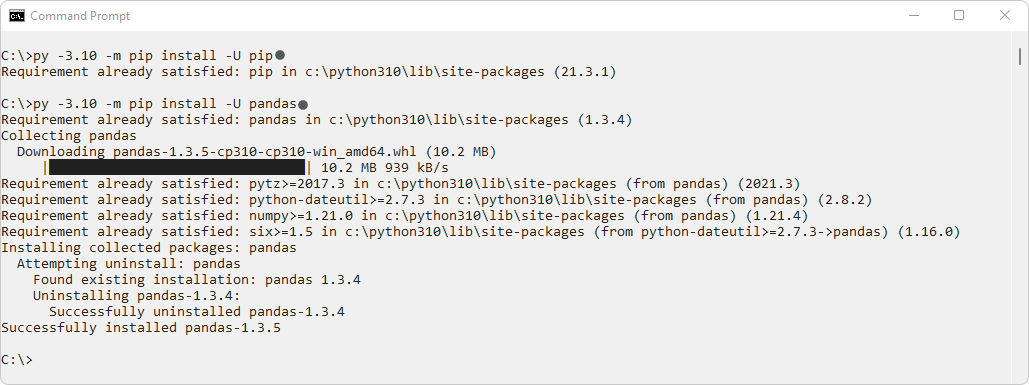 Command Prompt
C:\>py -3.10 -m pip install -U pip●
Requirement already satisfied: pip in c:\python310\lib\site-packages (21.3.1)
C:\>py -3.10 -m pip install -U pandas●
Requirement already satisfied: pandas in c:\python310\lib\site-packages (1.3.4)
Collecting pandas
  Downloading pandas-1.3.5-cp310-cp310-win_amd64.whl (10.2 MB)
     |████████████████████████████████| 10.2 MB 939 kB/s
Requirement already satisfied: pytz>=2017.3 in c:\python310\lib\site-packages (from pandas) (2021.3)
Requirement already satisfied: python-dateutil>=2.7.3 in c:\python310\lib\site-packages (from pandas) (2.8.2)
Requirement already satisfied: numpy>=1.21.0 in c:\python310\lib\site-packages (from pandas) (1.21.4)
Requirement already satisfied: six>=1.5 in c:\python310\lib\site-packages (from python-dateutil>=2.7.3->pandas) (1.16.0)
Installing collected packages: pandas
  Attempting uninstall: pandas
    Found existing installation: pandas 1.3.4
    Uninstalling pandas-1.3.4:
      Successfully uninstalled pandas-1.3.4
Successfully installed pandas-1.3.5
C:\>